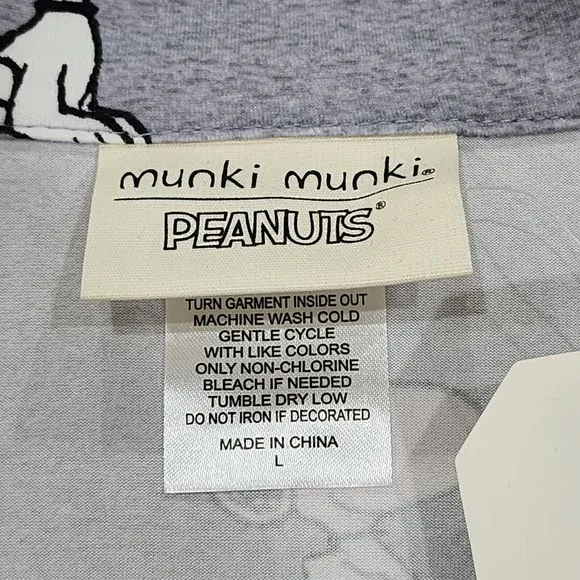 munki munki®
PEANUTS®
TURN GARMENT INSIDE OUT
MACHINE WASH COLD
GENTLE CYCLE
WITH LIKE COLORS
ONLY NON-CHLORINE
BLEACH IF NEEDED
TUMBLE DRY LOW
DO NOT IRON IF DECORATED
MADE IN CHINA
L